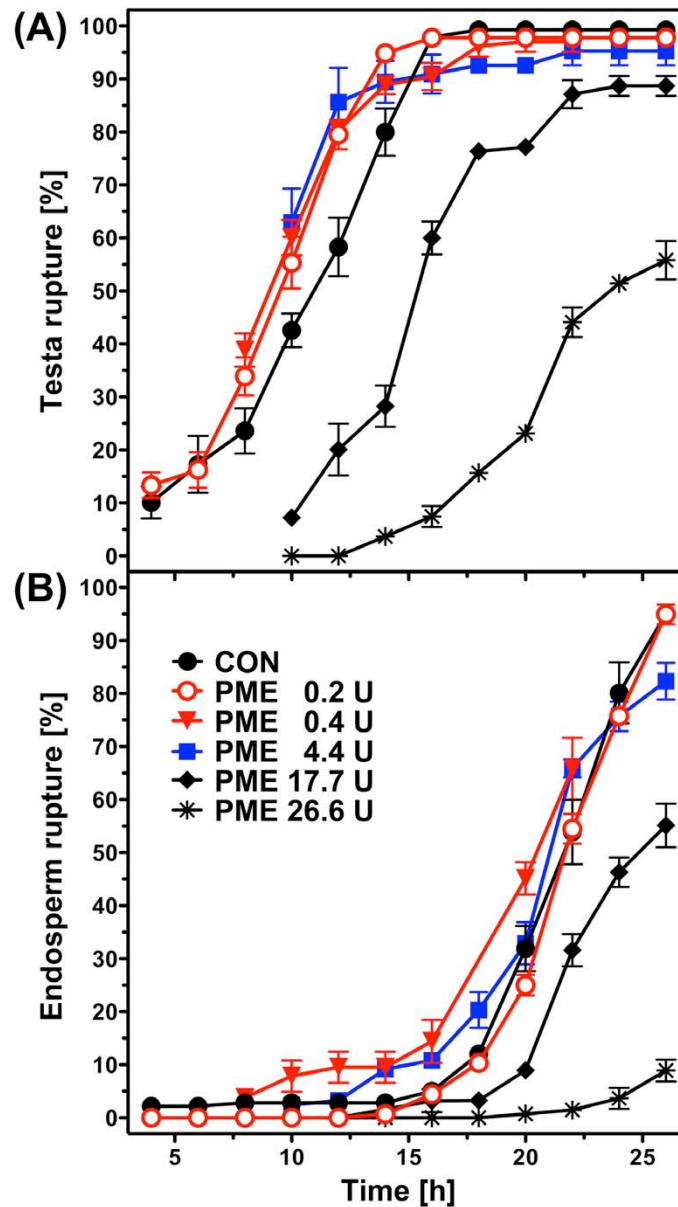 (A)
Testa rupture [%]
100
90
80
70
60
50
40
30
20
10
0
(B)
Endosperm rupture [%]
100
90
80
70
60
50
40
30
20
10
0
CON
PME 0.2 U
PME 0.4 U
PME 4.4 U
PME 17.7 U
PME 26.6 U
5 10 15 20 25
Time [h]